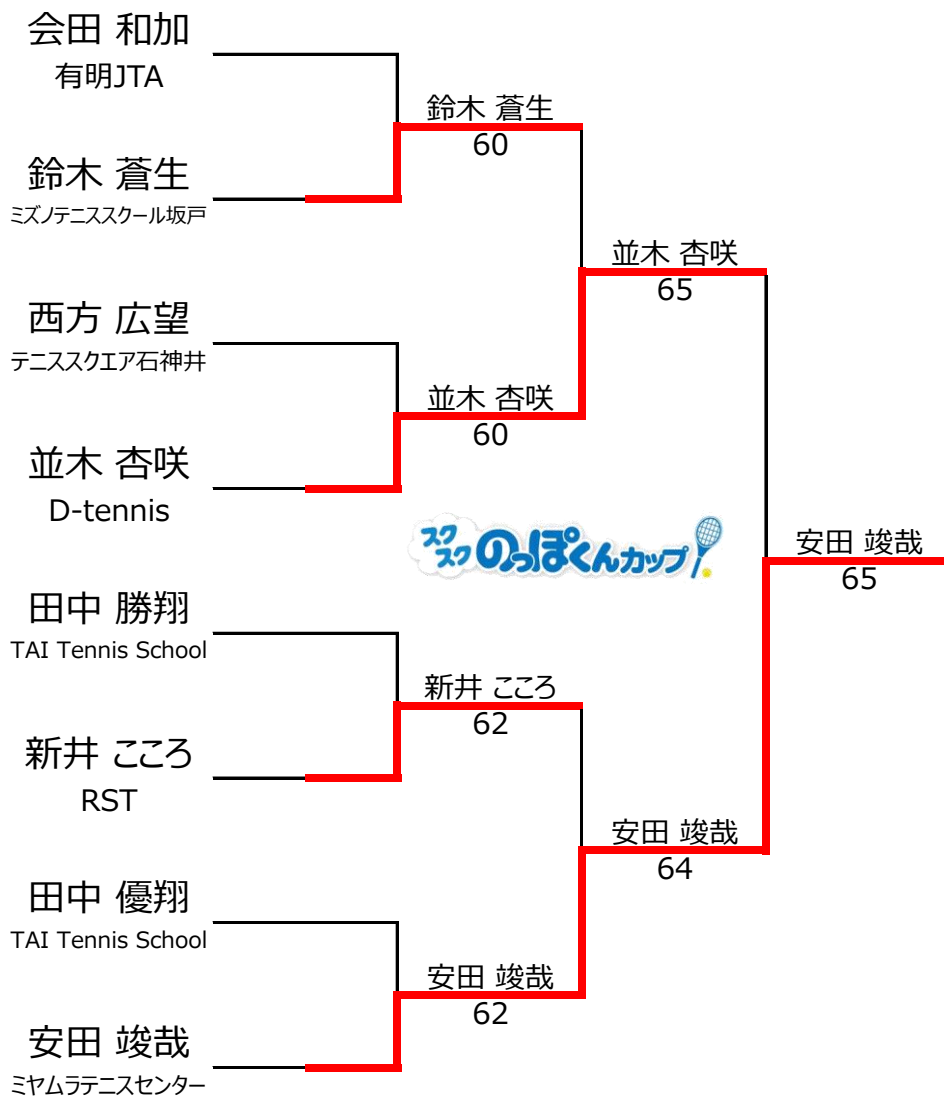 会田 和加
有明JTA
鈴木 蒼生
60
鈴木 蒼生
ミズノテニススクール坂戸
並木 杏咲
65
西方 広望
テニススクエア石神井
並木 杏咲
60
並木 杏咲
D-tennis
スクスクのっぽくんカップ
安田 竣哉
65
田中 勝翔
TAI Tennis School
新井 こころ
62
新井 こころ
RST
安田 竣哉
64
田中 優翔
TAI Tennis School
安田 竣哉
62
安田 竣哉
ミヤムラテニスセンター